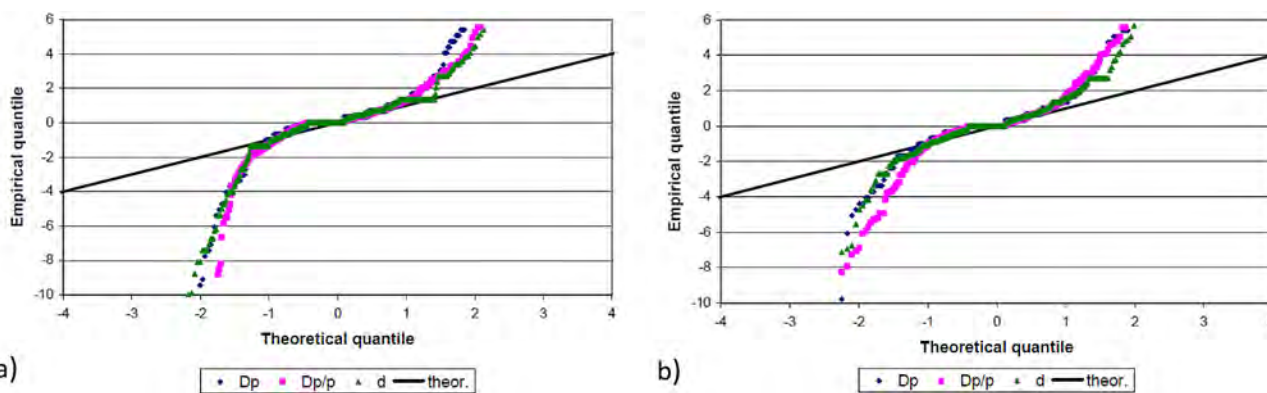 6
4
2
0
-2
-4
-6
-8
-10
Empirical quantile
-4 -3 -2 -1 0 1 2 3 4
Theoretical quantile
a)
Dp Dp/p d theor.
6
4
2
0
-2
-4
-6
-8
-10
Empirical quantile
-4 -3 -2 -1 0 1 2 3
Theoretical quantile
b)
Dp Dp/p d theor.